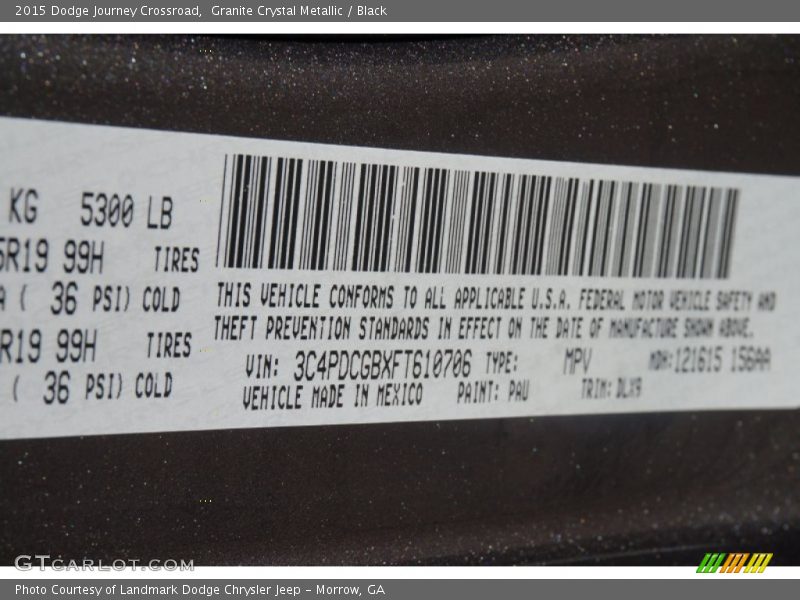 2015 Dodge Journey Crossroad,  Granite Crystal Metallic / Black
KG 5300 LB
5R19 99H TIRES
A ( 36 PSI) COLD
R19 99H TIRES
( 36 PSI) COLD
THIS VEHICLE CONFORMS TO ALL APPLICABLE U.S.A. FEDERAL MOTOR VEHICLE SAFETY AND
THEFT PREVENTION STANDARDS IN EFFECT ON THE DATE OF MANUFACTURE SHOWN ABOVE.
VIN: 3C4PDCGBXFT610706 TYPE: MPV MDH:121615 156AA
VEHICLE MADE IN MEXICO PAINT: PAU TRIM: DLX9
GTCARLOT.COM
Photo Courtesy of Landmark Dodge Chrysler Jeep – Morrow, GA